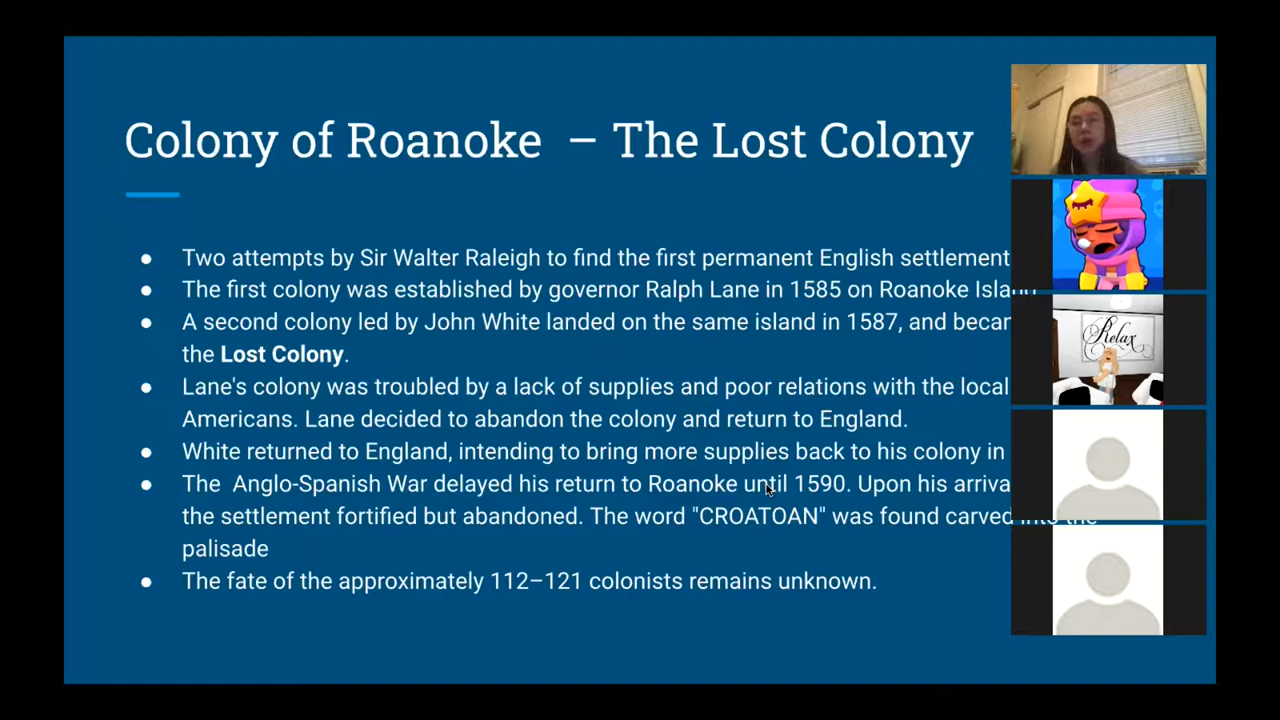 Colony of Roanoke – The Lost Colony
● Two attempts by Sir Walter Raleigh to find the first permanent English settlement
● The first colony was established by governor Ralph Lane in 1585 on Roanoke Island
● A second colony led by John White landed on the same island in 1587, and
the Lost Colony.
● Lane's colony was troubled by a lack of supplies and poor relations with the local
Americans. Lane decided to abandon the colony and return to England.
● White returned to England, intending to bring more supplies back to his colony in
● The Anglo-Spanish War delayed his return to Roanoke until 1590. Upon his
the settlement fortified but abandoned. The word "CROATOAN" was found carved into the
palisade
● The fate of the approximately 112–121 colonists remains unknown.
Relax